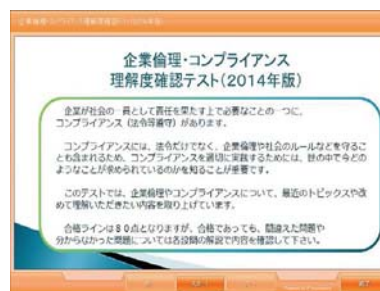 企業倫理・コンプライアンス
理解度確認テスト(2014年版)
企業が社会の一員として責任を果たす上で必要なことの一つに、
コンプライアンス（法令等遵守）があります。
コンプライアンスには、法令だけでなく、企業倫理や社会のルールなどを守るこ
とも含まれるため、コンプライアンスを適切に実践するためには、世の中で今どの
ようなことが求められているのかを知ることが重要です。
このテストでは、企業倫理やコンプライアンスについて、最近のトピックスや改
めて理解いただきたい内容を取り上げています。
合格ラインは８０点となりますが、合格であっても、間違えた問題や
分からなかった問題については各設問の解説で内容を確認して下さい。